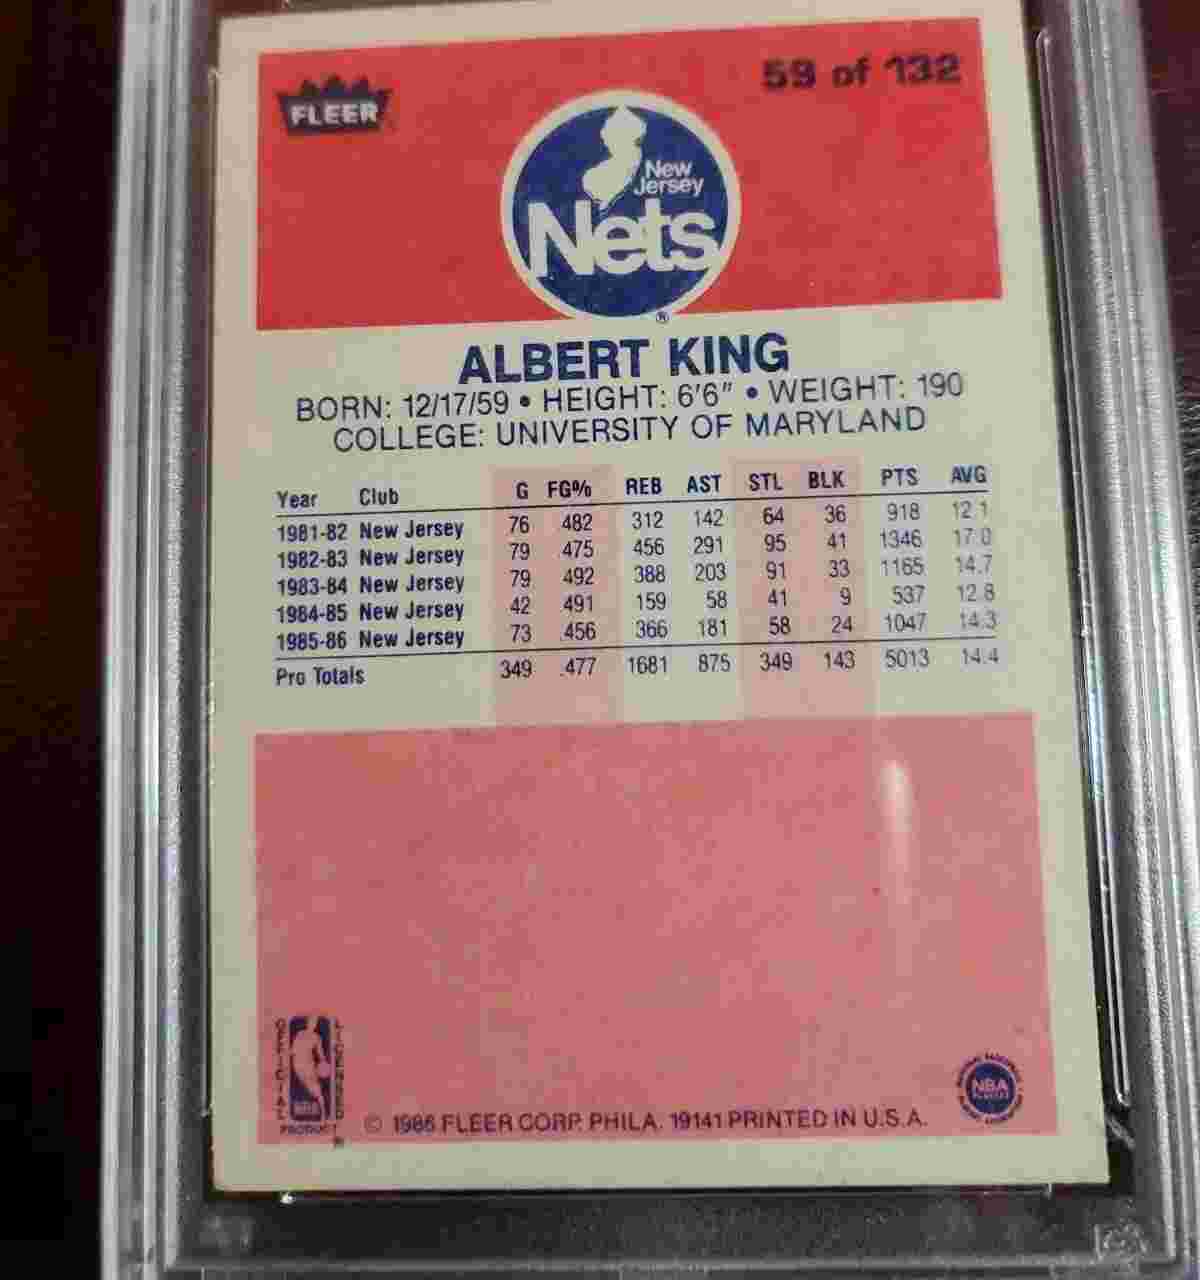 FLEER
59 of 132
New
Jersey
Nets
®
ALBERT KING
BORN: 12/17/59 • HEIGHT: 6'6" • WEIGHT: 190
COLLEGE: UNIVERSITY OF MARYLAND
Year Club G FG% REB AST STL BLK PTS AVG
1981-82 New Jersey 76 .482 312 142 64 36 918 12.1
1982-83 New Jersey 79 .475 456 291 95 41 1346 17.0
1983-84 New Jersey 79 .492 388 203 91 33 1165 14.7
1984-85 New Jersey 42 .491 159 58 41 9 537 12.8
1985-86 New Jersey 73 .456 366 181 58 24 1047 14.3
Pro Totals 349 .477 1681 875 349 143 5013 14.4
OFFICIAL
LICENSED
NBA
PRODUCT
© 1986 FLEER CORP. PHILA. 19141 PRINTED IN U.S.A.
NBA
PLAYERS